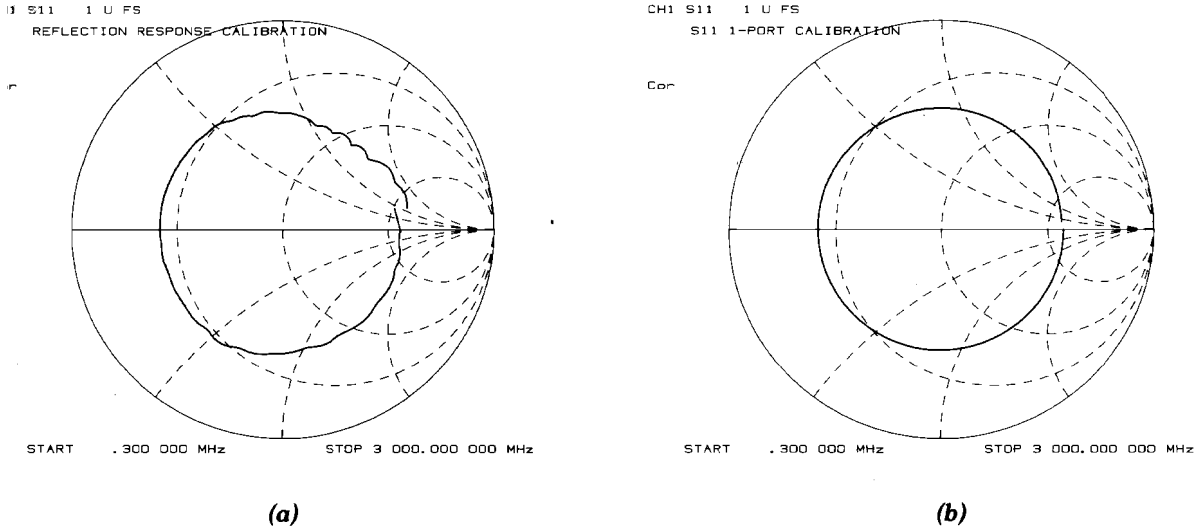 S11 1 U FS
REFLECTION RESPONSE CALIBRATION
START .300 000 MHz
STOP 3 000.000 000 MHz
(a)
CH1 S11 1 U FS
S11 1-PORT CALIBRATION
Cor
START .300 000 MHz
STOP 3 000.000 000 MHz
(b)